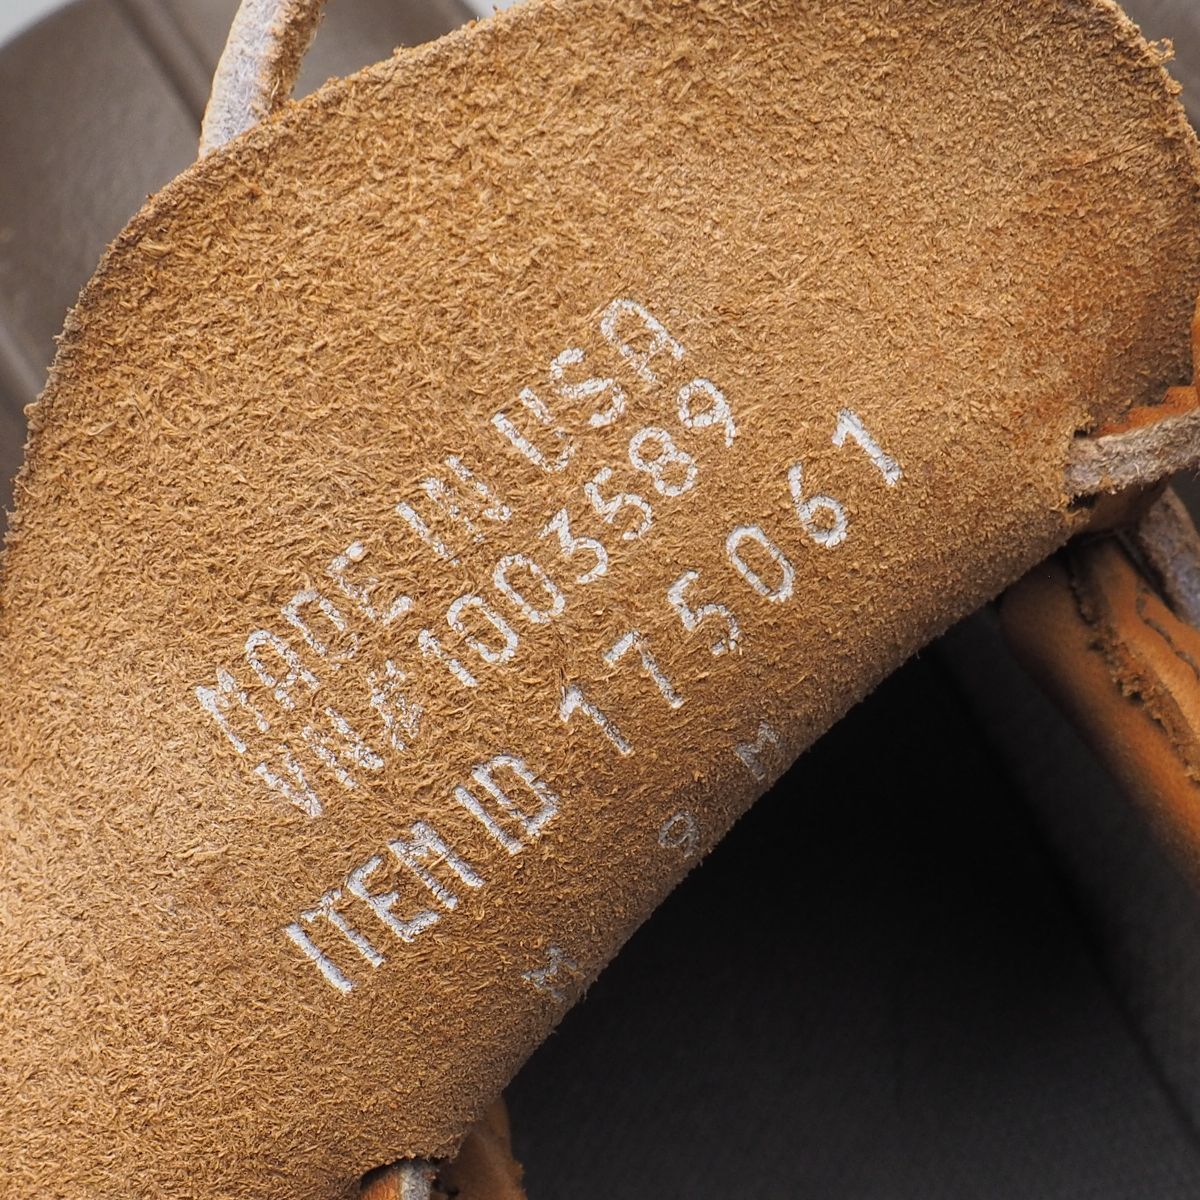 MADE IN USA
VN#1003589
ITEM ID 175061
M 9 M